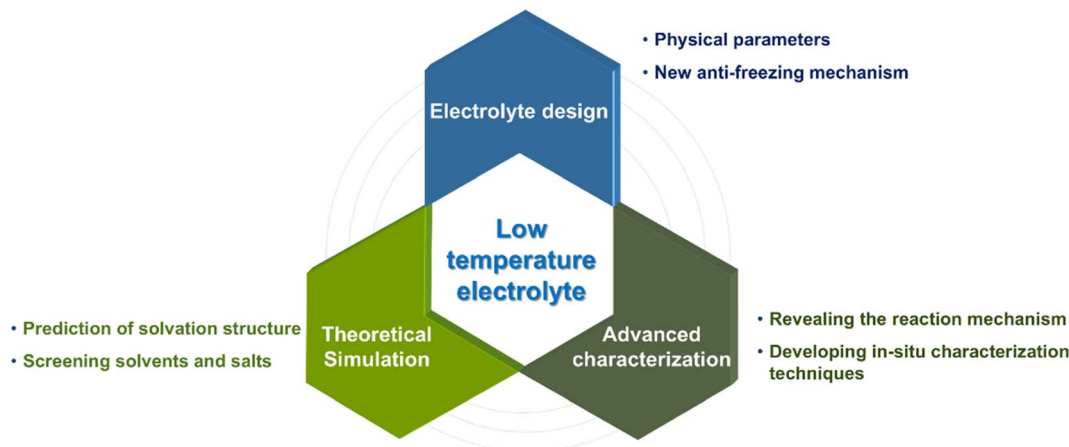 • Physical parameters
• New anti-freezing mechanism
Electrolyte design
Low
temperature
electrolyte
• Prediction of solvation structure
• Screening solvents and salts
Theoretical
Simulation
Advanced
characterization
• Revealing the reaction mechanism
• Developing in-situ characterization
techniques